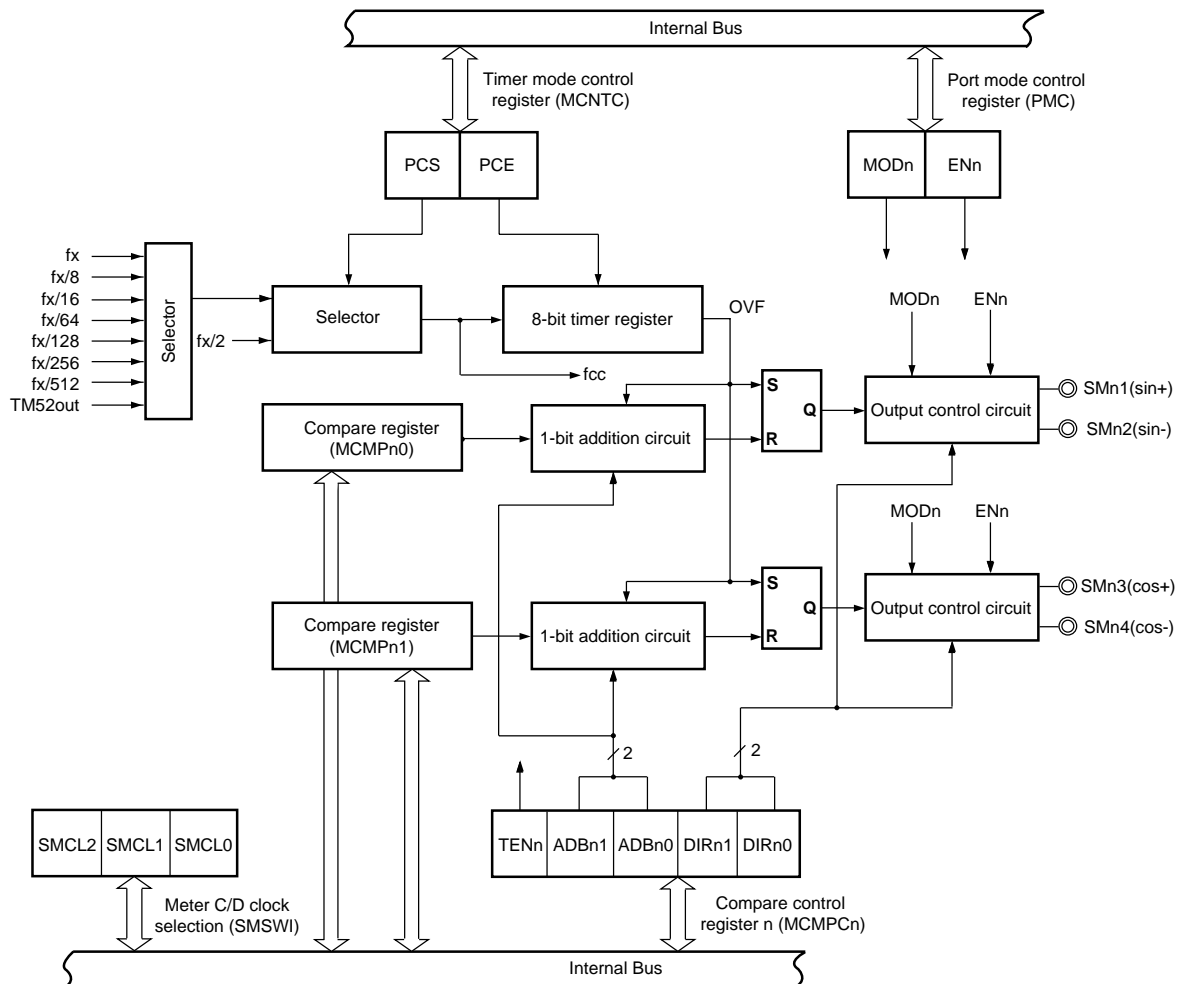 Internal Bus
Timer mode control
register (MCNTC)
Port mode control
register (PMC)
PCS
PCE
MODn
ENn
fx
fx/8
fx/16
fx/64
fx/128
fx/256
fx/512
TM52out
Selector
fx/2
Selector
8-bit timer register
OVF
fcc
MODn
ENn
Compare register
(MCMPn0)
1-bit addition circuit
S
Q
R
Output control circuit
SMn1(sin+)
SMn2(sin-)
MODn
ENn
Compare register
(MCMPn1)
1-bit addition circuit
S
Q
R
Output control circuit
SMn3(cos+)
SMn4(cos-)
2
2
SMCL2
SMCL1
SMCL0
TENn
ADBn1
ADBn0
DIRn1
DIRn0
Meter C/D clock
selection (SMSWI)
Compare control
register n (MCMPCn)
Internal Bus